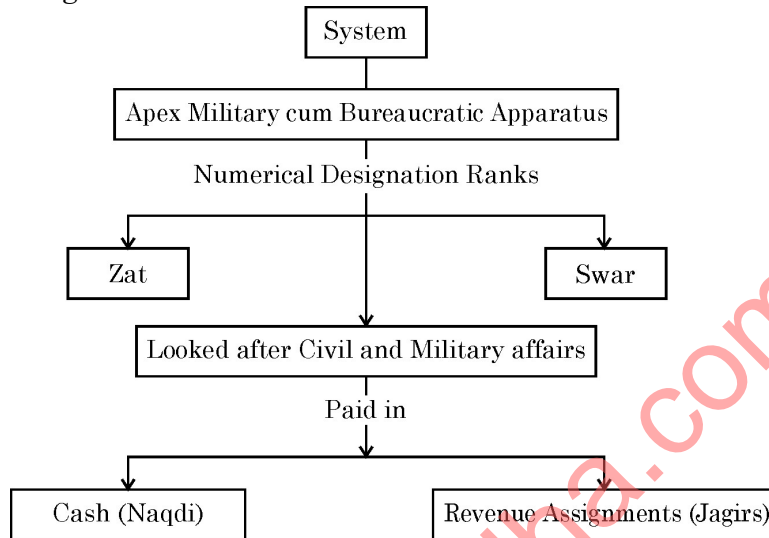 System
Apex Military cum Bureaucratic Apparatus
Numerical Designation Ranks
Zat
Swar
Looked after Civil and Military affairs
Paid in
Cash (Naqdi)
Revenue Assignments (Jagirs)